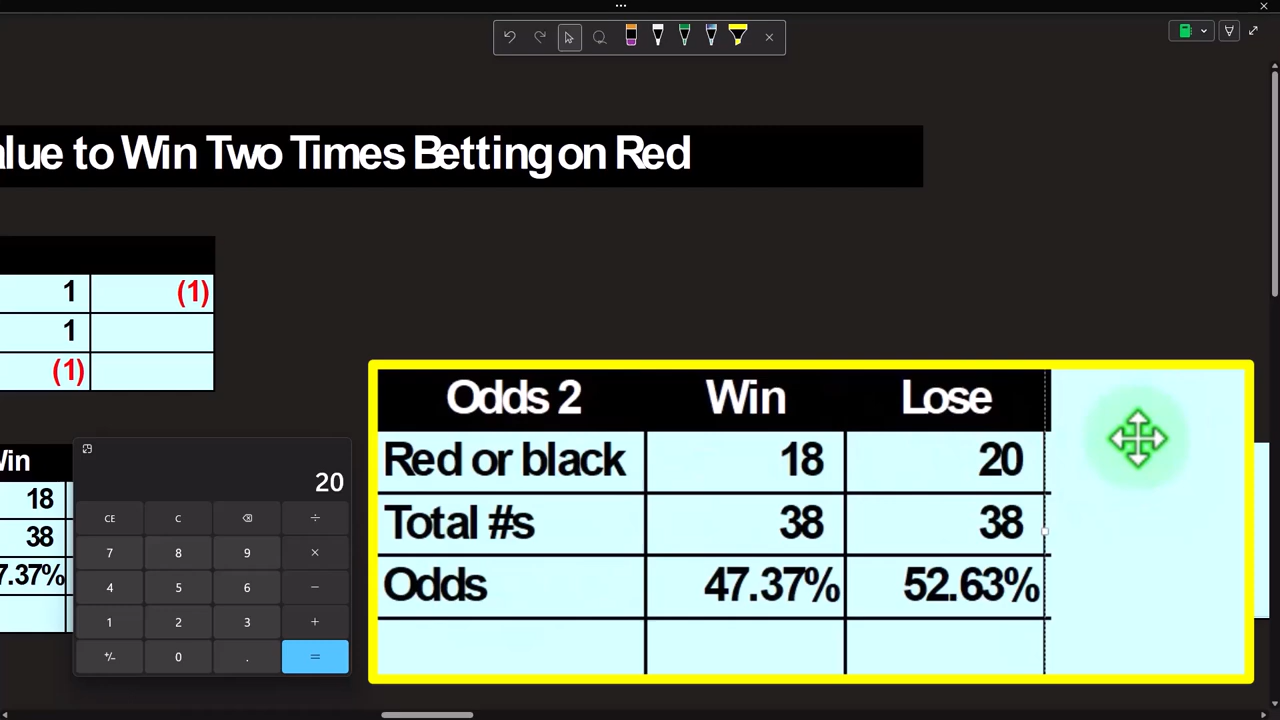 alue to Win Two Times Betting on Red
1 (1)
1
(1)
Odds 2 Win Lose
Red or black 18 20
Total #s 38 38
Odds 47.37% 52.63%
Win
18
38
7.37%
20
CE C ÷
7 8 9 ×
4 5 6 −
1 2 3 +
+/− 0 . =